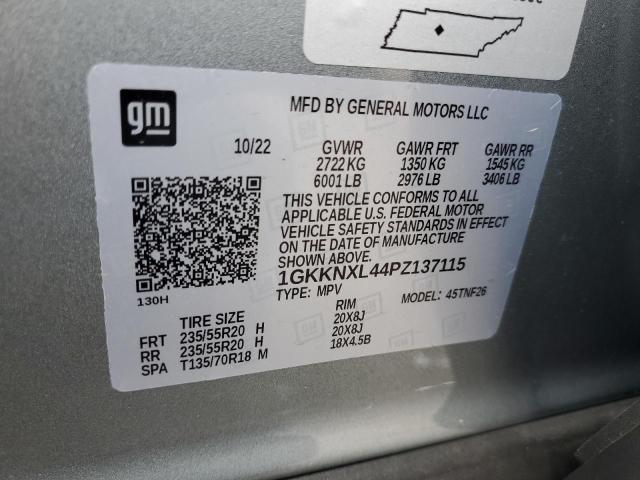 gm
MFD BY GENERAL MOTORS LLC
10/22 GVWR GAWR FRT GAWR RR
2722 KG 1350 KG 1545 KG
6001 LB 2976 LB 3406 LB
THIS VEHICLE CONFORMS TO ALL
APPLICABLE U.S. FEDERAL MOTOR
VEHICLE SAFETY STANDARDS IN EFFECT
ON THE DATE OF MANUFACTURE
SHOWN ABOVE.
1GKKNXL44PZ137115
TYPE: MPV MODEL: 45TNF26
130H
TIRE SIZE RIM
FRT 235/55R20 H 20X8J
RR 235/55R20 H 20X8J
SPA T135/70R18 M 18X4.5B